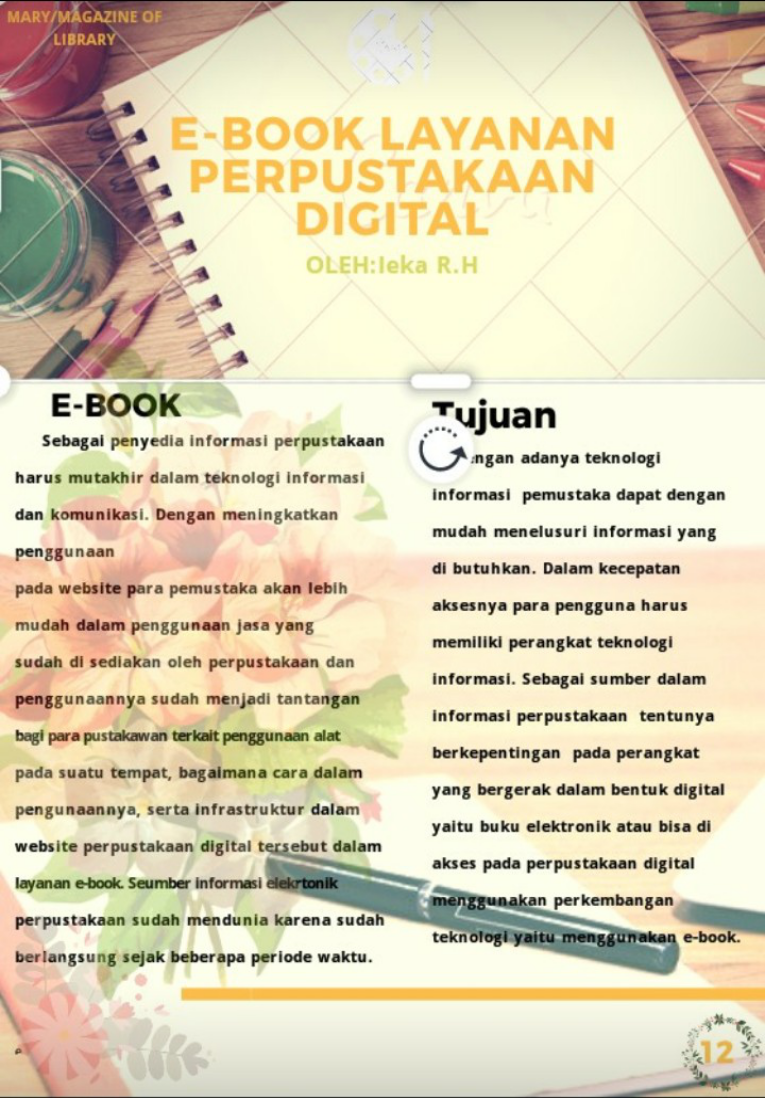 MARY/MAGAZINE OF
LIBRARY
E-BOOK LAYANAN
PERPUSTAKAAN
DIGITAL
OLEH:Ieka R.H
E-BOOK
Sebagai penyedia informasi perpustakaan
harus mutakhir dalam teknologi informasi
dan komunikasi. Dengan meningkatkan
penggunaan
pada website para pemustaka akan lebih
mudah dalam penggunaan jasa yang
sudah di sediakan oleh perpustakaan dan
penggunaannya sudah menjadi tantangan
bagi para pustakawan terkait penggunaan alat
pada suatu tempat, bagaimana cara dalam
pengunaannya, serta infrastruktur dalam
website perpustakaan digital tersebut dalam
layanan e-book. Seumber informasi elekrtonik
perpustakaan sudah mendunia karena sudah
berlangsung sejak beberapa periode waktu.
Tujuan
engan adanya teknologi
informasi pemustaka dapat dengan
mudah menelusuri informasi yang
di butuhkan. Dalam kecepatan
aksesnya para pengguna harus
memiliki perangkat teknologi
informasi. Sebagai sumber dalam
informasi perpustakaan tentunya
berkepentingan pada perangkat
yang bergerak dalam bentuk digital
yaitu buku elektronik atau bisa di
akses pada perpustakaan digital
menggunakan perkembangan
teknologi yaitu menggunakan e-book.
12